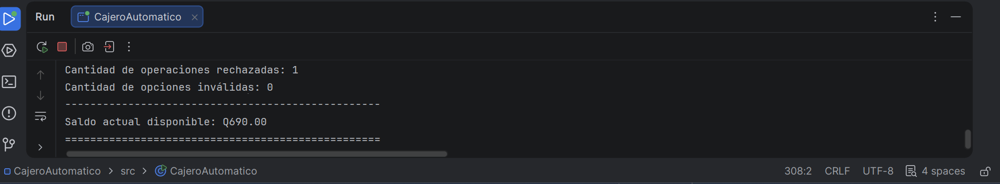 Run CajeroAutomatico
Cantidad de operaciones rechazadas: 1
Cantidad de opciones inválidas: 0
--------------------------------------------------
Saldo actual disponible: Q690.00
==================================================
CajeroAutomatico > src > CajeroAutomatico 308:2 CRLF UTF-8 4 spaces